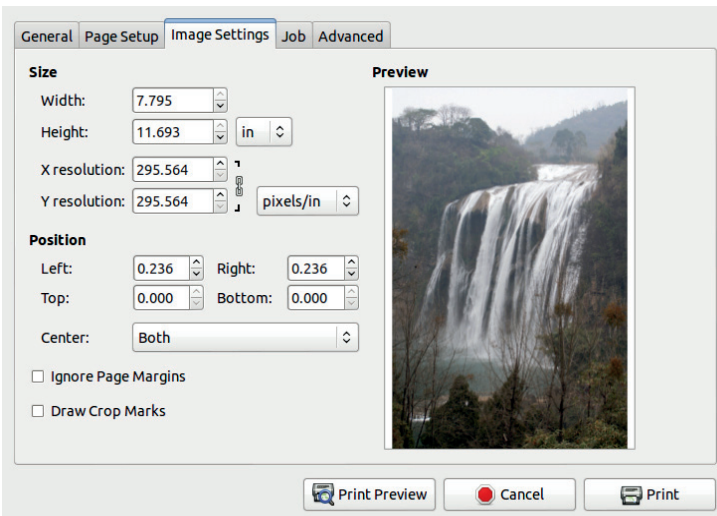 General Page Setup Image Settings Job Advanced
Size
Width: 7.795
Height: 11.693 in
X resolution: 295.564
Y resolution: 295.564 pixels/in
Position
Left: 0.236 Right: 0.236
Top: 0.000 Bottom: 0.000
Center: Both
Ignore Page Margins
Draw Crop Marks
Preview
Print Preview Cancel Print